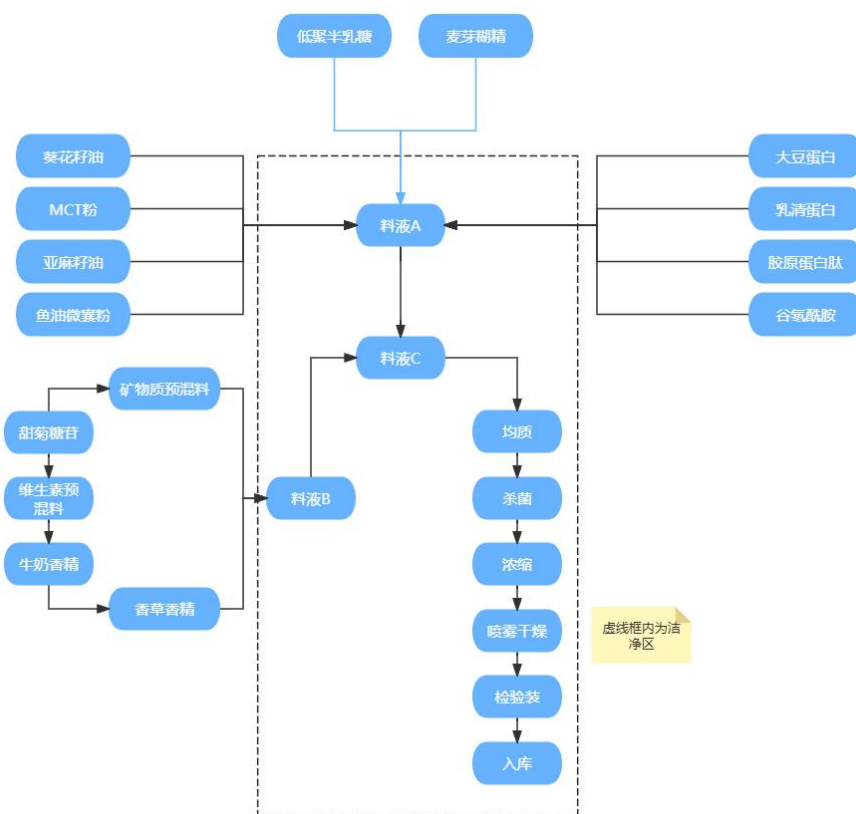 低聚半乳糖
麦芽糊精
葵花籽油
大豆蛋白
MCT粉
料液A
乳清蛋白
亚麻籽油
胶原蛋白肽
鱼油微囊粉
谷氨酰胺
料液C
矿物质预混料
甜菊糖苷
均质
维生素预
混料
料液B
杀菌
牛奶香精
浓缩
香草香精
喷雾干燥
虚线框内为洁
净区
检验装
入库